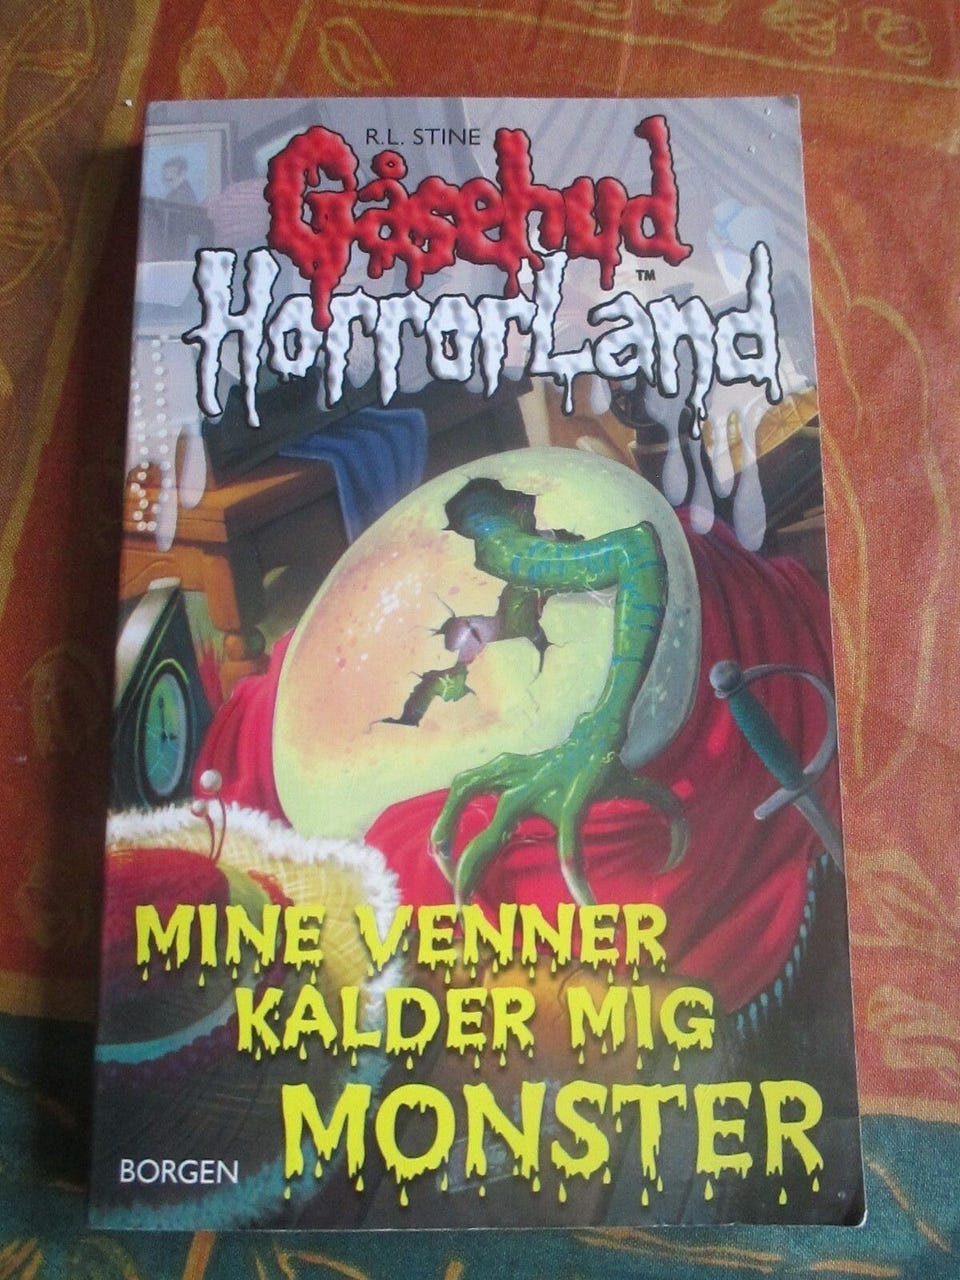 R.L. STINE
Gåsehud
HorrorLand™
MINE VENNER
KALDER MIG
MONSTER
BORGEN